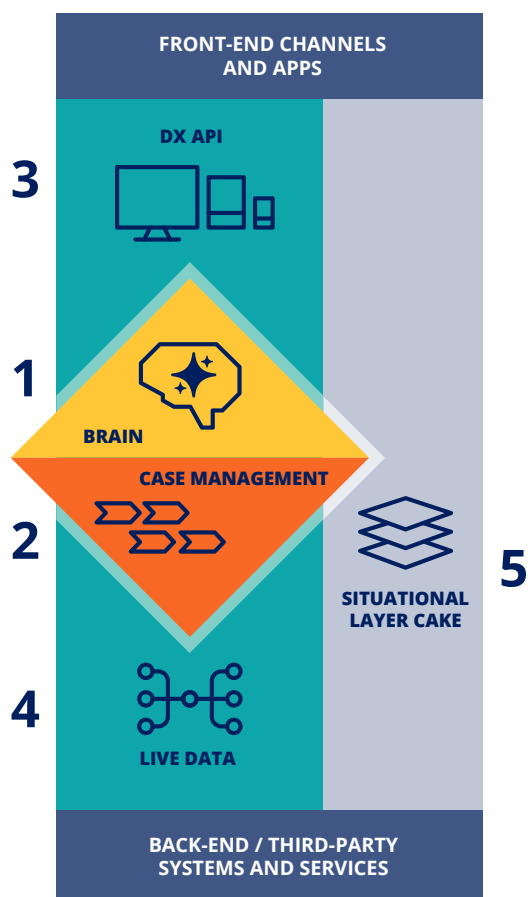 FRONT-END CHANNELS
AND APPS
DX API
3
1
BRAIN
CASE MANAGEMENT
2
5
SITUATIONAL
LAYER CAKE
4
LIVE DATA
BACK-END / THIRD-PARTY
SYSTEMS AND SERVICES